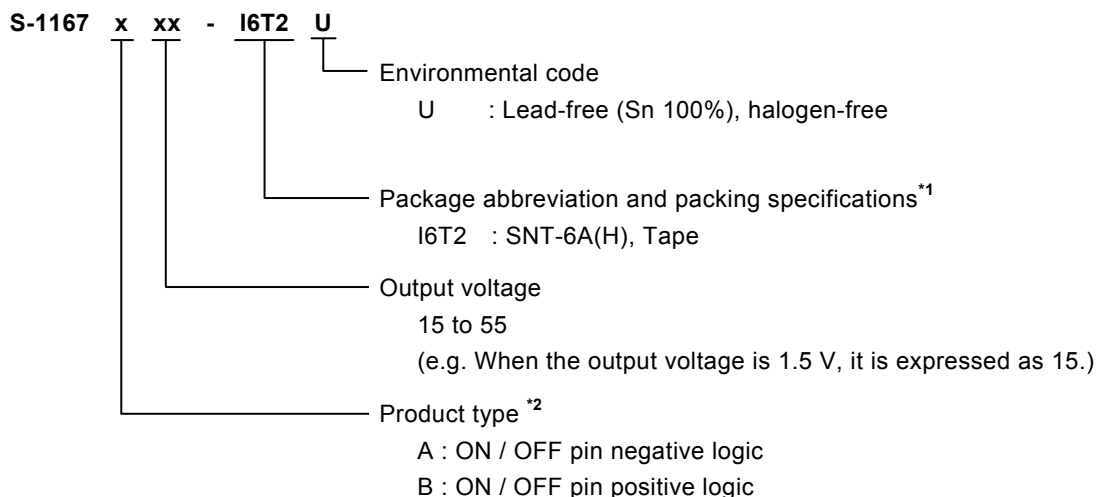 S-1167 x xx - I6T2 U
Environmental code
U : Lead-free (Sn 100%), halogen-free
Package abbreviation and packing specifications*1
I6T2 : SNT-6A(H), Tape
Output voltage
15 to 55
(e.g. When the output voltage is 1.5 V, it is expressed as 15.)
Product type *2
A : ON / OFF pin negative logic
B : ON / OFF pin positive logic